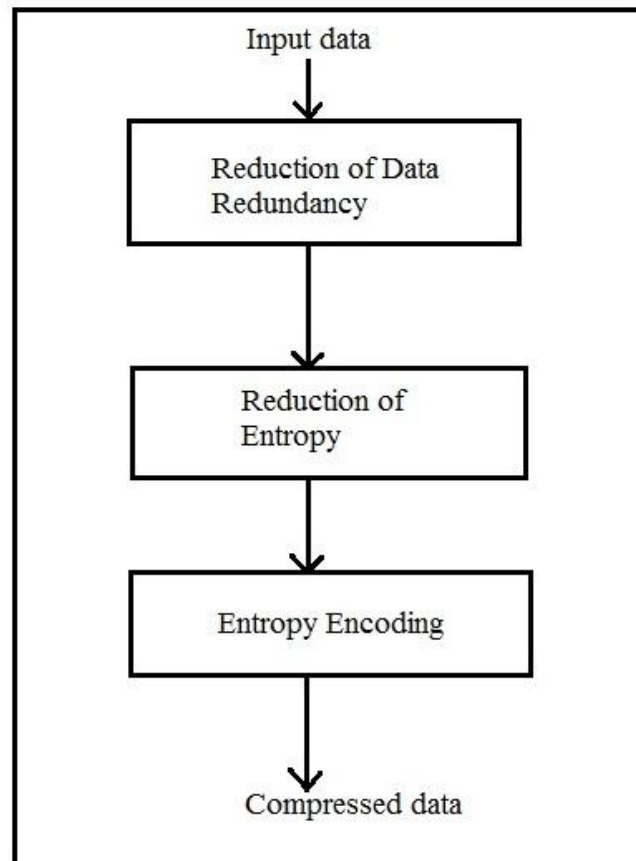 Input data
Reduction of Data
Redundancy
Reduction of
Entropy
Entropy Encoding
Compressed data